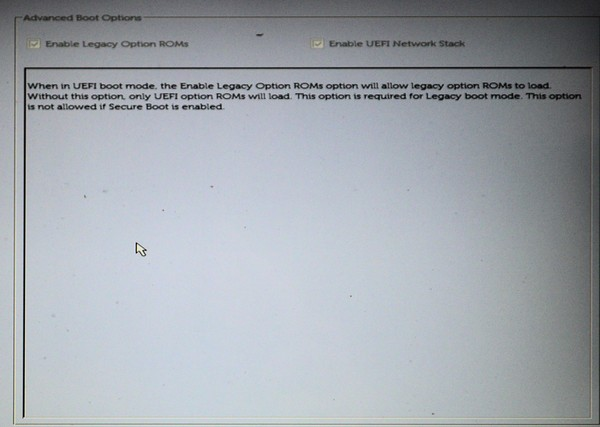 Advanced Boot Options
Enable Legacy Option ROMs
Enable UEFI Network Stack
When in UEFI boot mode, the Enable Legacy Option ROMs option will allow legacy option ROMs to load.
Without this option, only UEFI option ROMs will load. This option is required for Legacy boot mode. This option
is not allowed if Secure Boot is enabled.